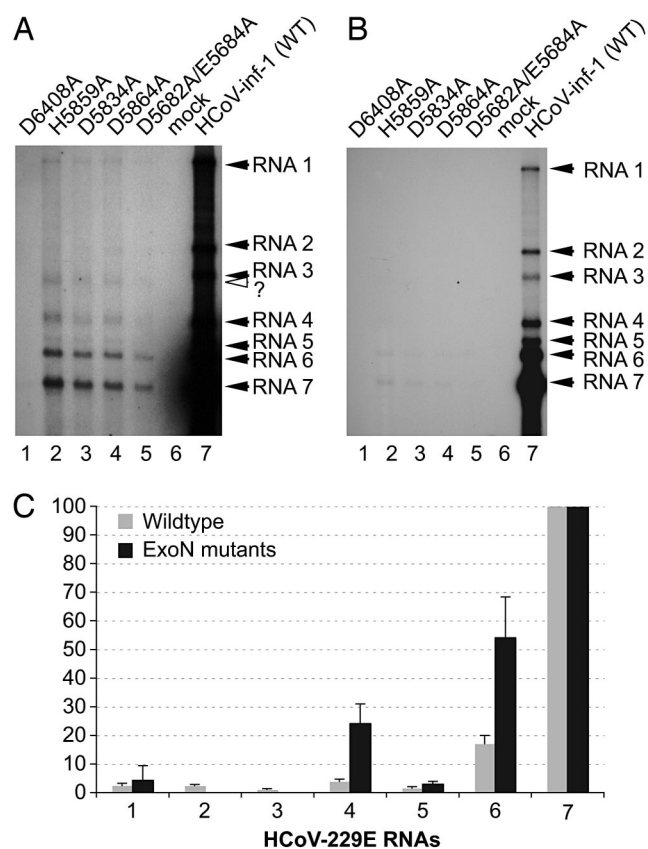 A
D6408A
H5859A
D5834A
D5864A
D5682A/E5684A
mock
HCoV-inf-1 (WT)
RNA 1
RNA 2
RNA 3
?
RNA 4
RNA 5
RNA 6
RNA 7
1 2 3 4 5 6 7
B
D6408A
H5859A
D5834A
D5864A
D5682A/E5684A
mock
HCoV-inf-1 (WT)
RNA 1
RNA 2
RNA 3
RNA 4
RNA 5
RNA 6
RNA 7
1 2 3 4 5 6 7
C
Wildtype
ExoN mutants
100
90
80
70
60
50
40
30
20
10
0
1 2 3 4 5 6 7
HCoV-229E RNAs